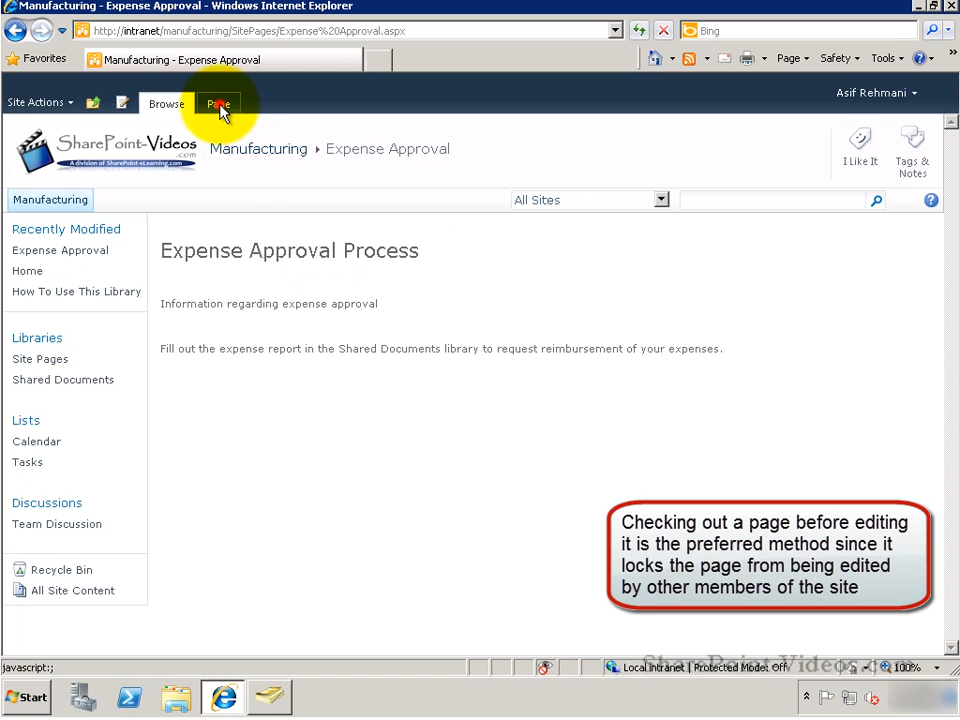 Manufacturing - Expense Approval - Windows Internet Explorer
http://intranet/manufacturing/SitePages/Expense%20Approval.aspx
Bing
Favorites
Manufacturing - Expense Approval
Page
Safety
Tools
Site Actions
Browse
Page
Asif Rehmani
SharePoint-Videos
.com
A division of SharePoint-eLearning.com
Manufacturing
Expense Approval
I Like It
Tags &
Notes
Manufacturing
All Sites
Recently Modified
Expense Approval
Home
How To Use This Library
Libraries
Site Pages
Shared Documents
Lists
Calendar
Tasks
Discussions
Team Discussion
Recycle Bin
All Site Content
Expense Approval Process
Information regarding expense approval
Fill out the expense report in the Shared Documents library to request reimbursement of your expenses.
Checking out a page before editing
it is the preferred method since it
locks the page from being edited
by other members of the site
javascript:;
Local intranet | Protected Mode: Off
100%
SharePoint-Videos.com
Start